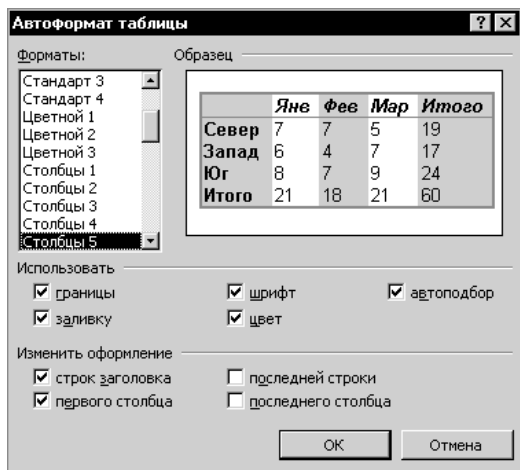 Автоформат таблицы
Форматы:
Образец
Стандарт 3
Стандарт 4
Цветной 1
Цветной 2
Цветной 3
Столбцы 1
Столбцы 2
Столбцы 3
Столбцы 4
Столбцы 5
Янв Фев Мар Итого
Север 7 7 5 19
Запад 6 4 7 17
Юг 8 7 9 24
Итого 21 18 21 60
Использовать
границы шрифт автоподбор
заливку цвет
Изменить оформление
строк заголовка последней строки
первого столбца последнего столбца
ОК Отмена